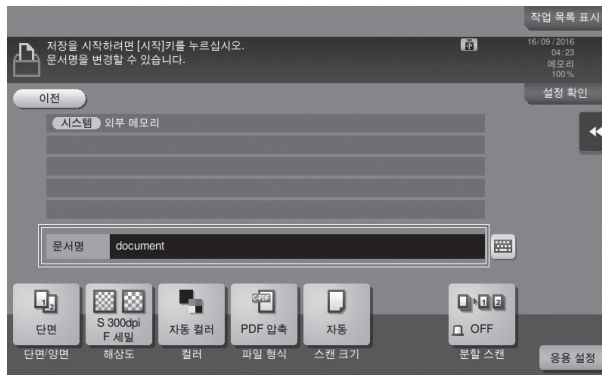 작업 목록 표시
저장을 시작하려면 [시작]키를 누르십시오.
문서명을 변경할 수 있습니다.
16/09/2016
04:23
메모리
100 %
이전
설정 확인
시스템 외부 메모리
문서명 document
1 2
단면
S 300dpi
F 세밀
자동 컬러
C-PDF
PDF 압축
자동
1 2
OFF
단면/양면
해상도
컬러
파일 형식
스캔 크기
분할 스캔
응용 설정